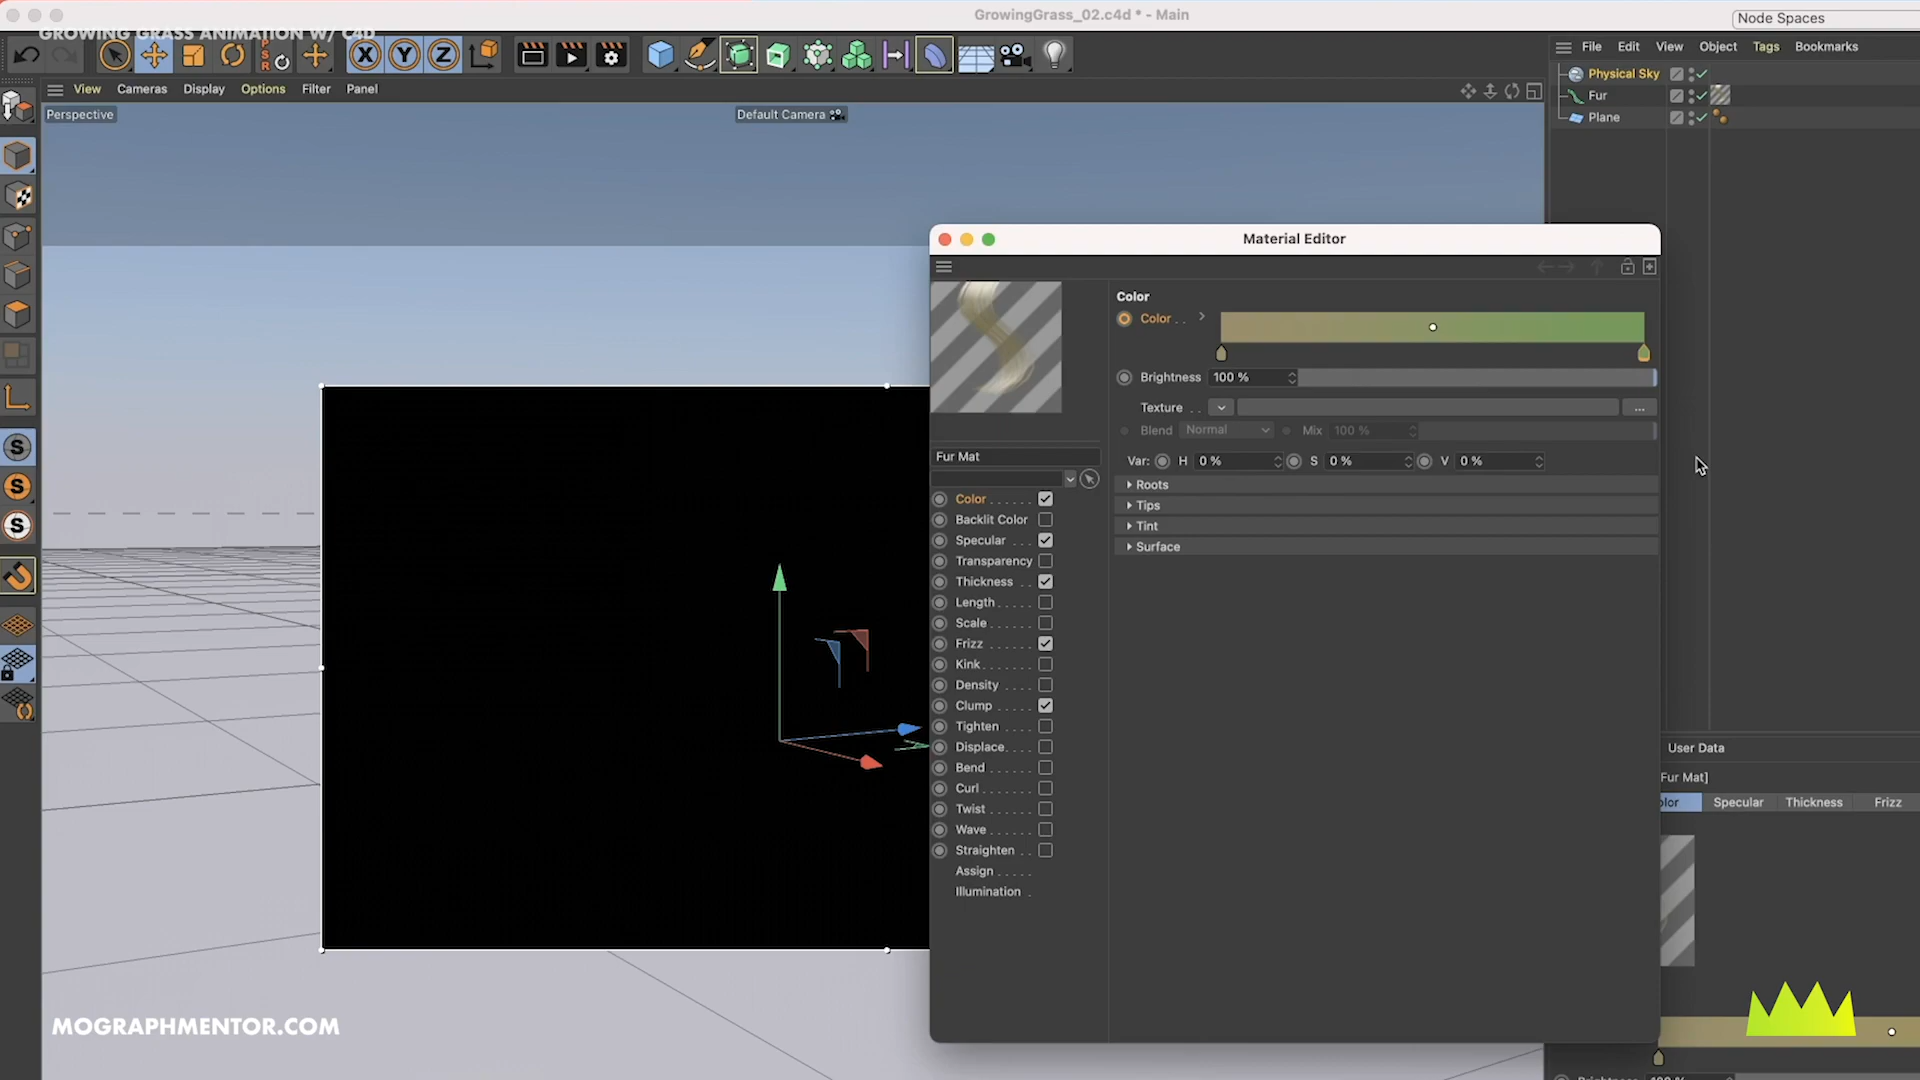 GrowingGrass_02.c4d * - Main
Node Spaces
GROWING GRASS ANIMATION W/ C4D
X Y Z
File Edit View Object Tags Bookmarks
View Cameras Display Options Filter Panel
Perspective
Default Camera
Physical Sky
Fur
Plane
S
S
S
Material Editor
Fur Mat
Color . . . . . .
Backlit Color
Specular . . .
Transparency
Thickness . .
Length . . . . .
Scale . . . . . .
Frizz . . . . . .
Kink . . . . . . .
Density . . . .
Clump . . . . .
Tighten . . . .
Displace . . .
Bend . . . . . .
Curl . . . . . . .
Twist . . . . . .
Wave . . . . . .
Straighten . .
Assign . . . . .
Illumination .
Color
Color . .
Brightness 100 %
Texture . . ...
Blend Normal Mix 100 %
Var: H 0 % S 0 % V 0 %
Roots
Tips
Tint
Surface
User Data
Fur Mat]
olor Specular Thickness Frizz
MOGRAPHMENTOR.COM